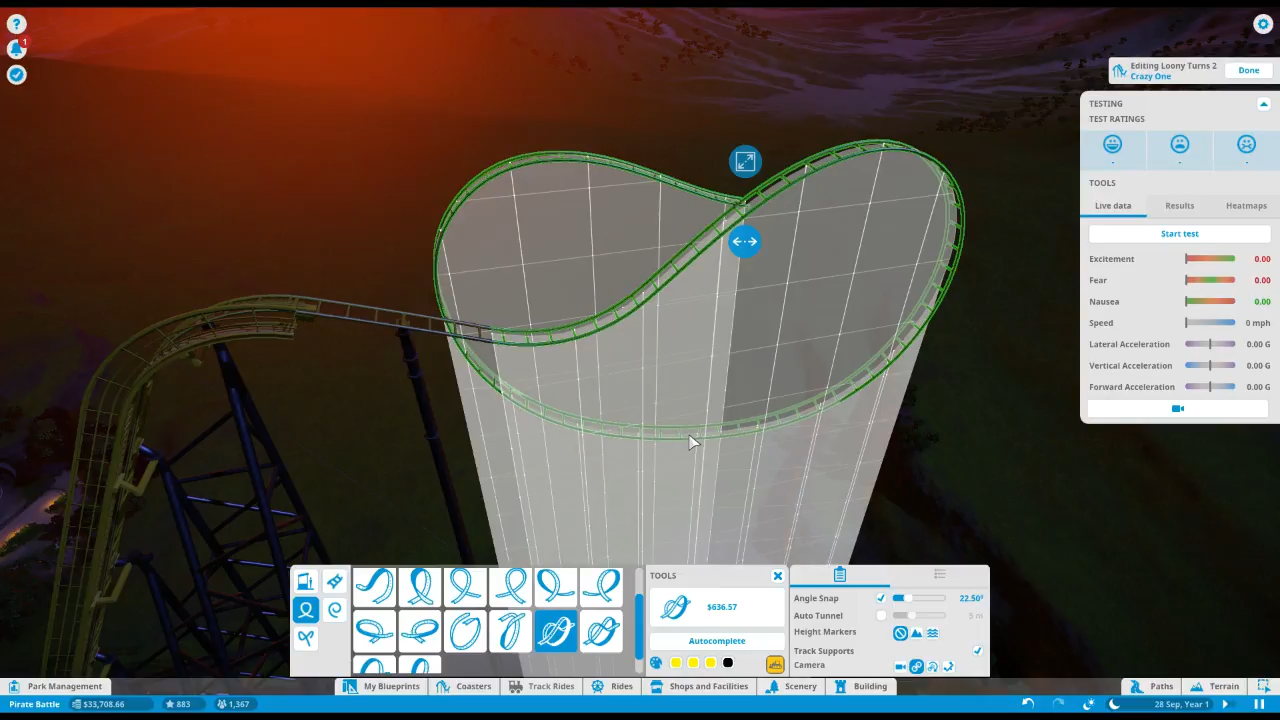 ?
1
Editing Loony Turns 2
Crazy One
Done
TESTING
TEST RATINGS
-
-
-
TOOLS
Live data
Results
Heatmaps
Start test
Excitement
0.00
Fear
0.00
Nausea
0.00
Speed
0 mph
Lateral Acceleration
0.00 G
Vertical Acceleration
0.00 G
Forward Acceleration
0.00 G
TOOLS
$636.57
Autocomplete
Angle Snap
22.50°
Auto Tunnel
5 m
Height Markers
Track Supports
Camera
Park Management
My Blueprints
Coasters
Track Rides
Rides
Shops and Facilities
Scenery
Building
Paths
Terrain
Pirate Battle
$33,708.66
883
1,367
28 Sep, Year 1